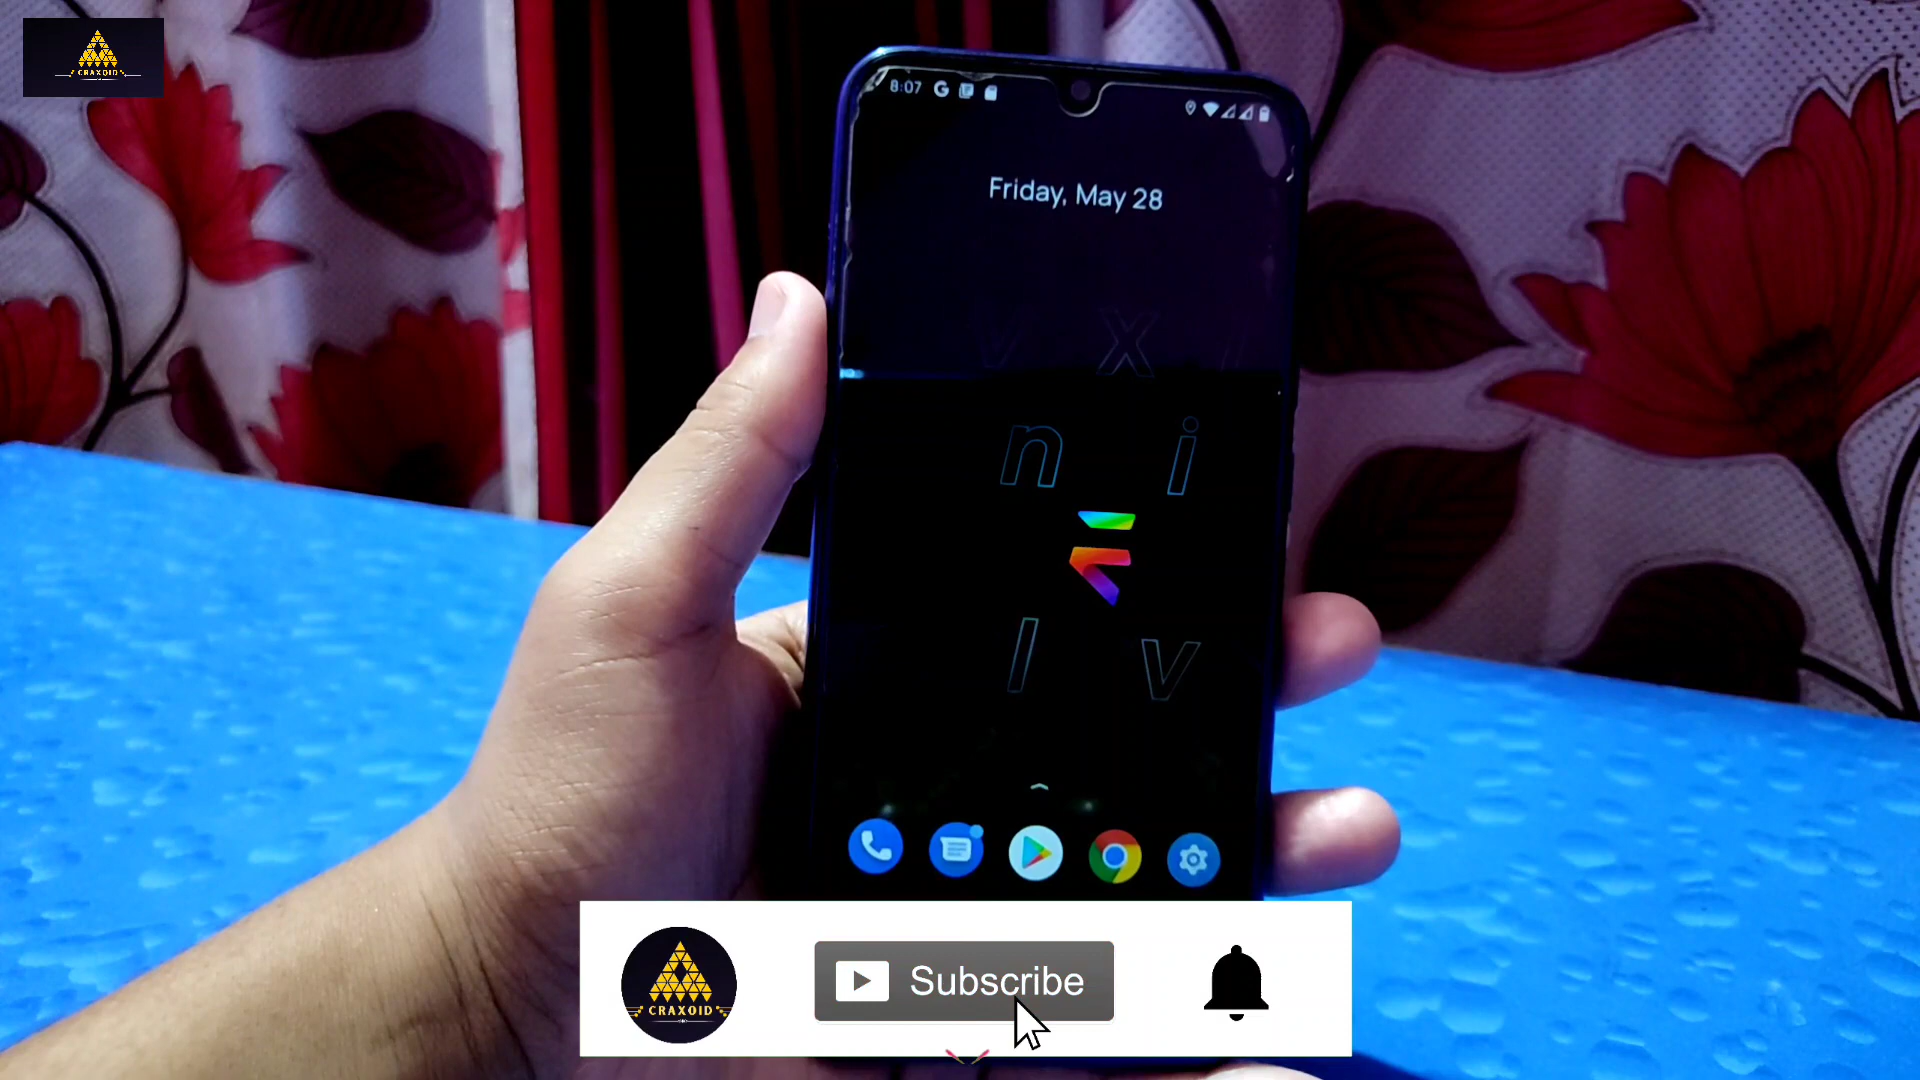 CRAXOID
8:07
Friday, May 28
v X i
n i
l v
CRAXOID
Subscribe